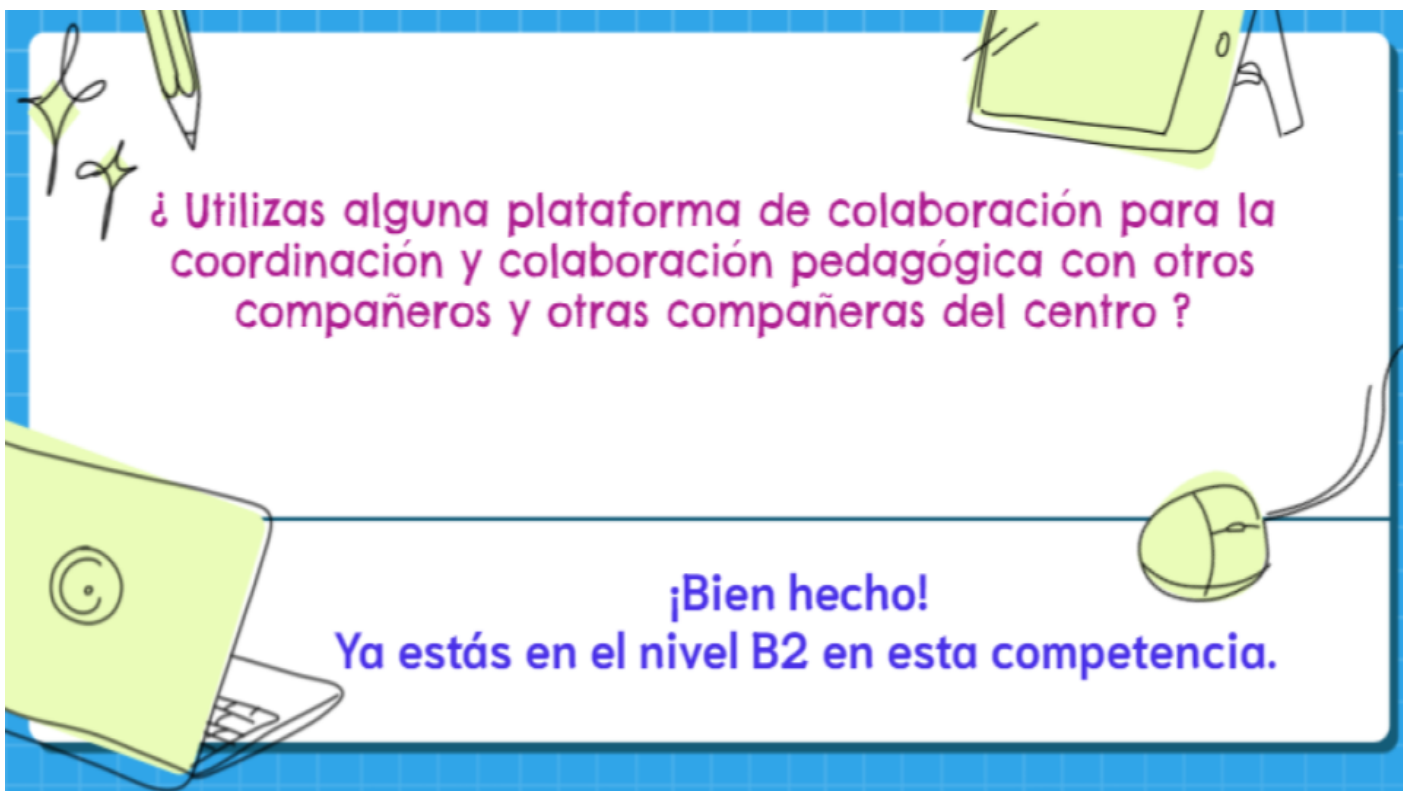 ¿ Utilizas alguna plataforma de colaboración para la
coordinación y colaboración pedagógica con otros
compañeros y otras compañeras del centro ?
¡Bien hecho!
Ya estás en el nivel B2 en esta competencia.